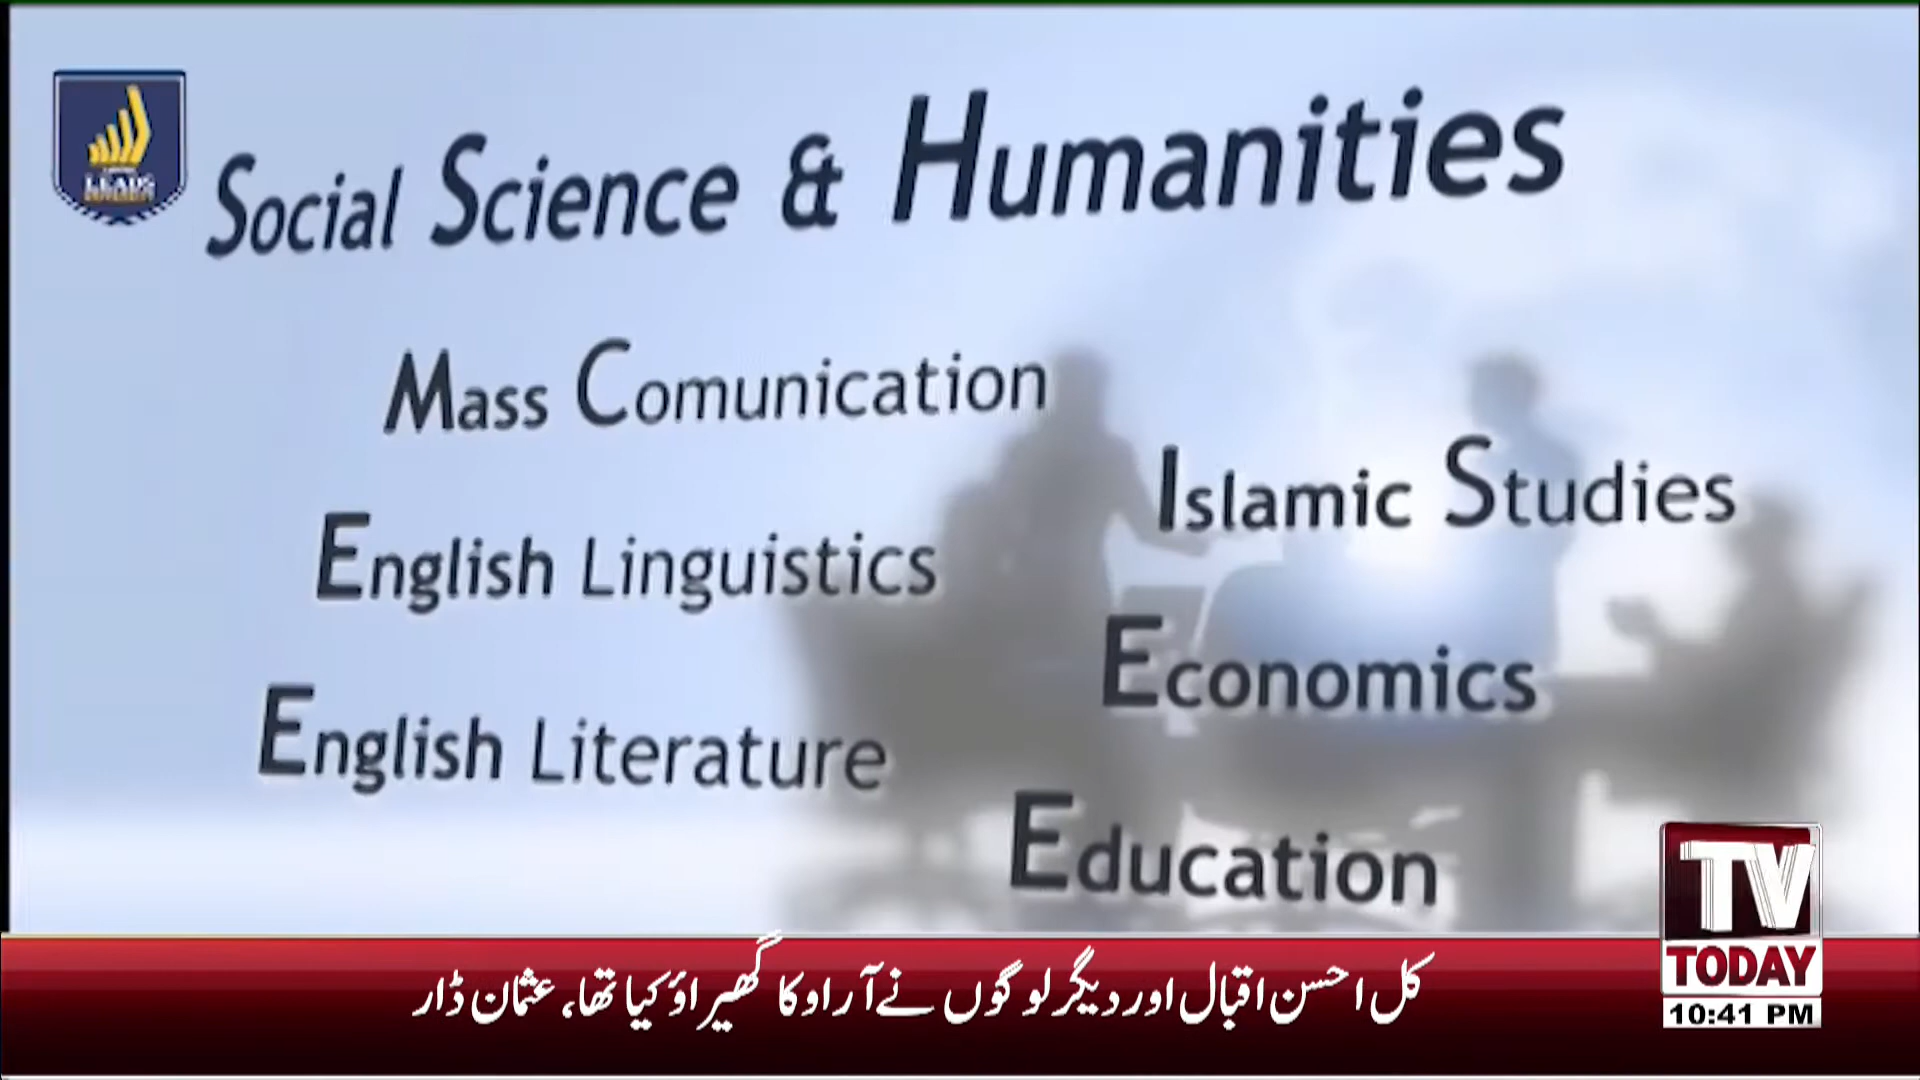 LEADS
Social Science & Humanities
Mass Comunication
English Linguistics
English Literature
Islamic Studies
Economics
Education
TV
TODAY
10:41 PM
کل احسن اقبال اور دیگر لوگوں نے آر او کا گھیراؤ کیا تھا، عثمان ڈار